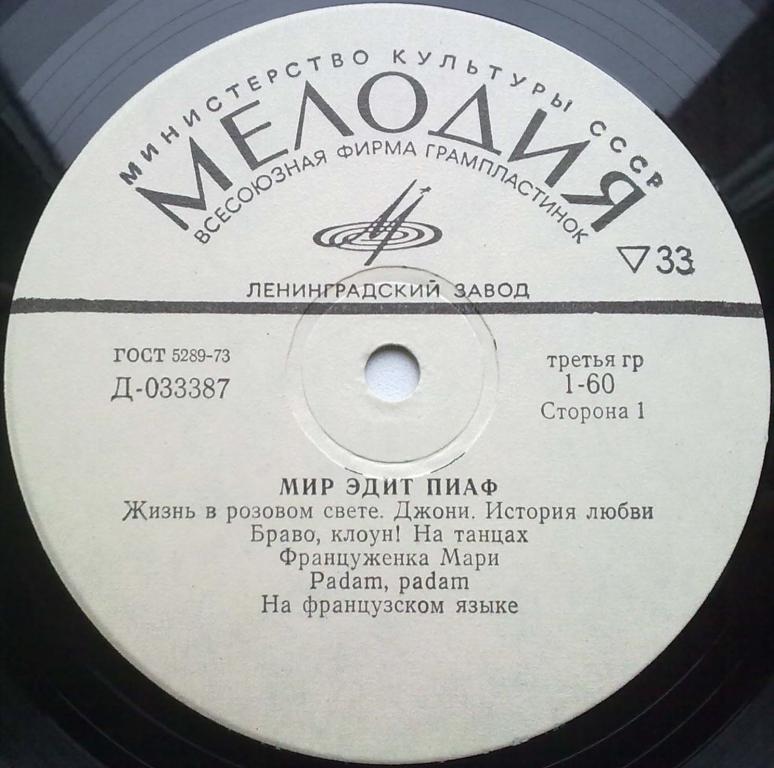 МИНИСТЕРСТВО КУЛЬТУРЫ СССР
МЕЛОДИЯ
ВСЕСОЮЗНАЯ ФИРМА ГРАМПЛАСТИНОК
▽33
ЛЕНИНГРАДСКИЙ ЗАВОД
ГОСТ 5289-73
Д-033387
третья гр
1-60
Сторона 1
МИР ЭДИТ ПИАФ
Жизнь в розовом свете. Джони. История любви
Браво, клоун! На танцах
Француженка Мари
Padam, padam
На французском языке